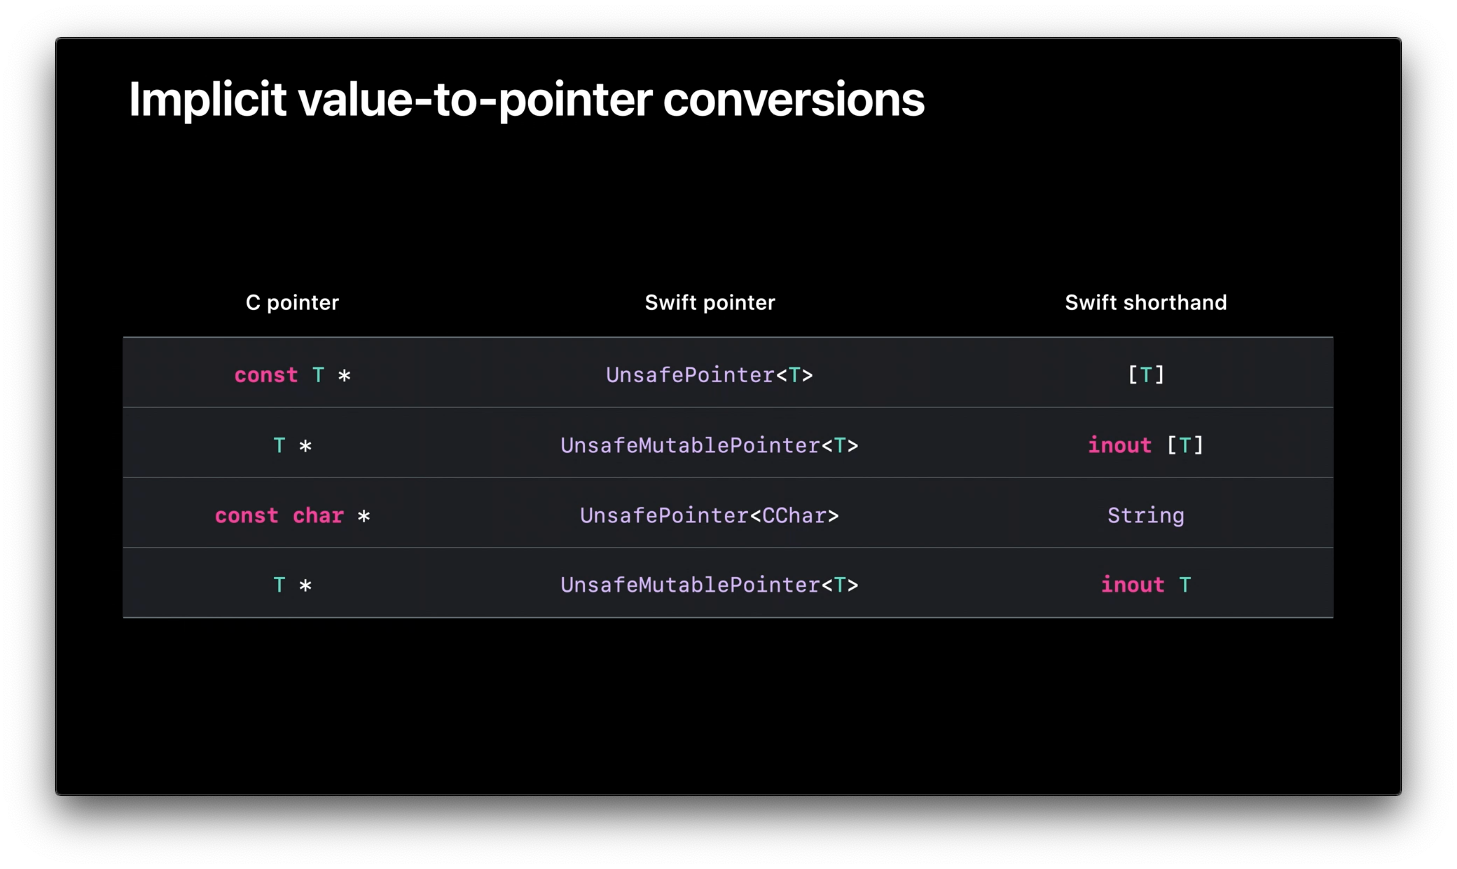 Implicit value-to-pointer conversions
C pointer Swift pointer Swift shorthand
const T * UnsafePointer<T> [T]
T * UnsafeMutablePointer<T> inout [T]
const char * UnsafePointer<CChar> String
T * UnsafeMutablePointer<T> inout T